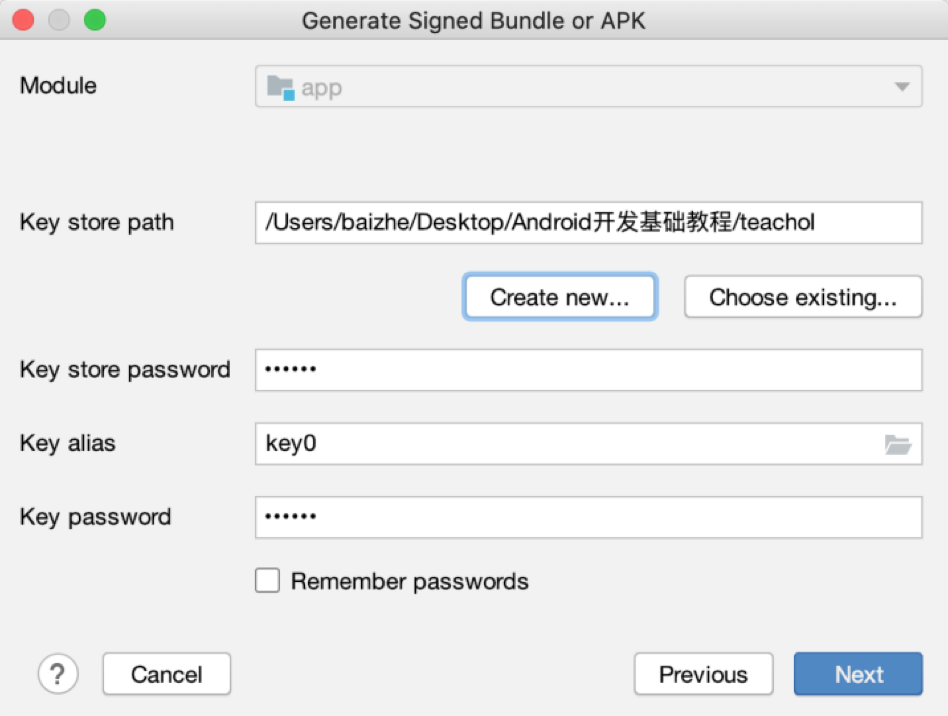 Generate Signed Bundle or APK
Module app
Key store path /Users/baizhe/Desktop/Android开发基础教程/teachol
Create new... Choose existing...
Key store password ••••••
Key alias key0
Key password ••••••
Remember passwords
? Cancel Previous Next